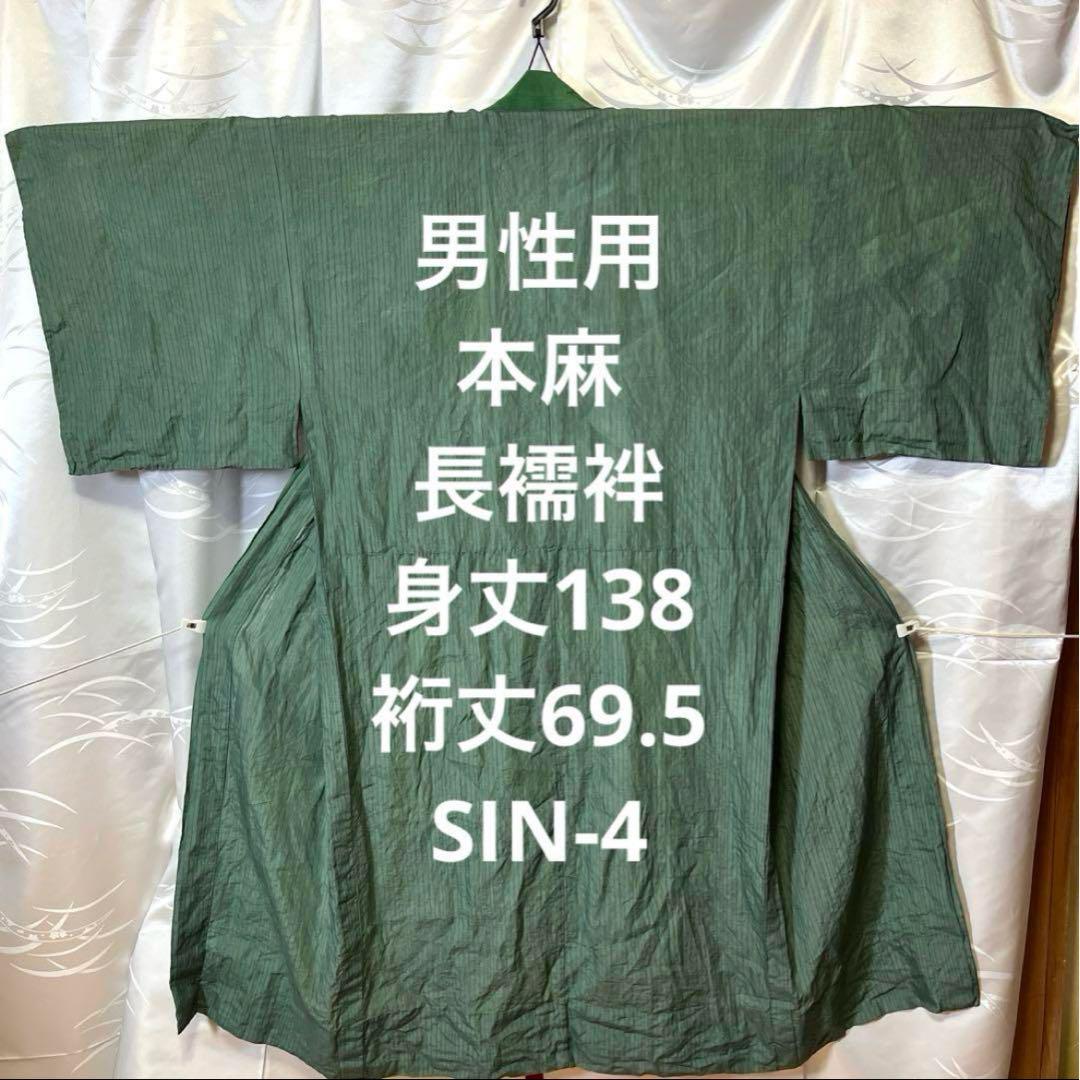 男性用
本麻
長襦袢
身丈138
裄丈69.5
SIN-4